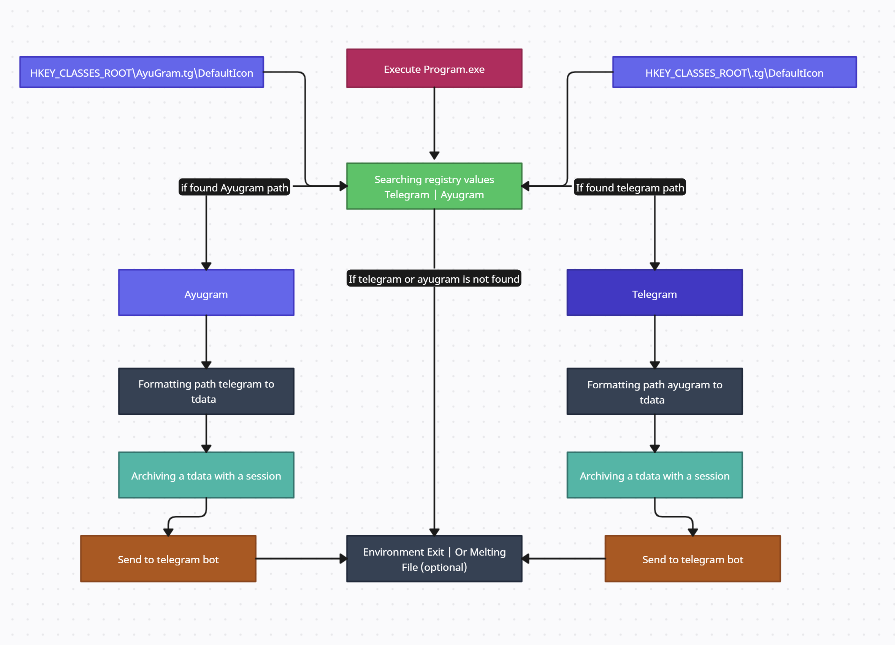 HKEY_CLASSES_ROOT\AyuGram.tg\DefaultIcon
Execute Program.exe
HKEY_CLASSES_ROOT\.tg\DefaultIcon
Searching registry values
Telegram | Ayugram
if found Ayugram path
If found telegram path
If telegram or ayugram is not found
Ayugram
Telegram
Formatting path telegram to
tdata
Formatting path ayugram to
tdata
Archiving a tdata with a session
Archiving a tdata with a session
Send to telegram bot
Environment Exit | Or Melting
File (optional)
Send to telegram bot